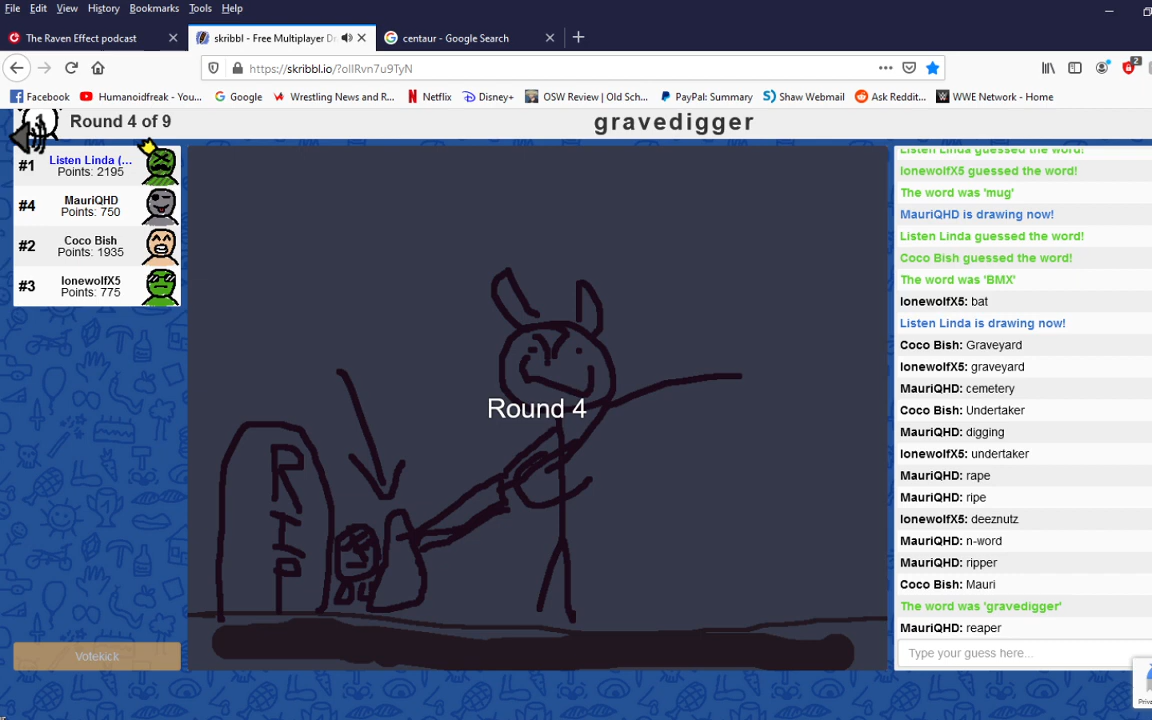 File Edit View History Bookmarks Tools Help
The Raven Effect podcast
skribbl - Free Multiplayer Dr
centaur - Google Search
https://skribbl.io/?olIRvn7u9TyN
2
Facebook
Humanoidfreak - You...
Google
Wrestling News and R...
Netflix
Disney+
OSW Review | Old Sch...
PayPal: Summary
Shaw Webmail
Ask Reddit...
WWE Network - Home
Round 4 of 9
gravedigger
#1
Listen Linda (...
Points: 2195
#4
MauriQHD
Points: 750
#2
Coco Bish
Points: 1935
#3
lonewolfX5
Points: 775
Votekick
Round 4
RIP
Listen Linda guessed the word!
lonewolfX5 guessed the word!
The word was 'mug'
MauriQHD is drawing now!
Listen Linda guessed the word!
Coco Bish guessed the word!
The word was 'BMX'
lonewolfX5: bat
Listen Linda is drawing now!
Coco Bish: Graveyard
lonewolfX5: graveyard
MauriQHD: cemetery
Coco Bish: Undertaker
MauriQHD: digging
lonewolfX5: undertaker
MauriQHD: rape
MauriQHD: ripe
lonewolfX5: deeznutz
MauriQHD: n-word
MauriQHD: ripper
Coco Bish: Mauri
The word was 'gravedigger'
MauriQHD: reaper
Type your guess here...